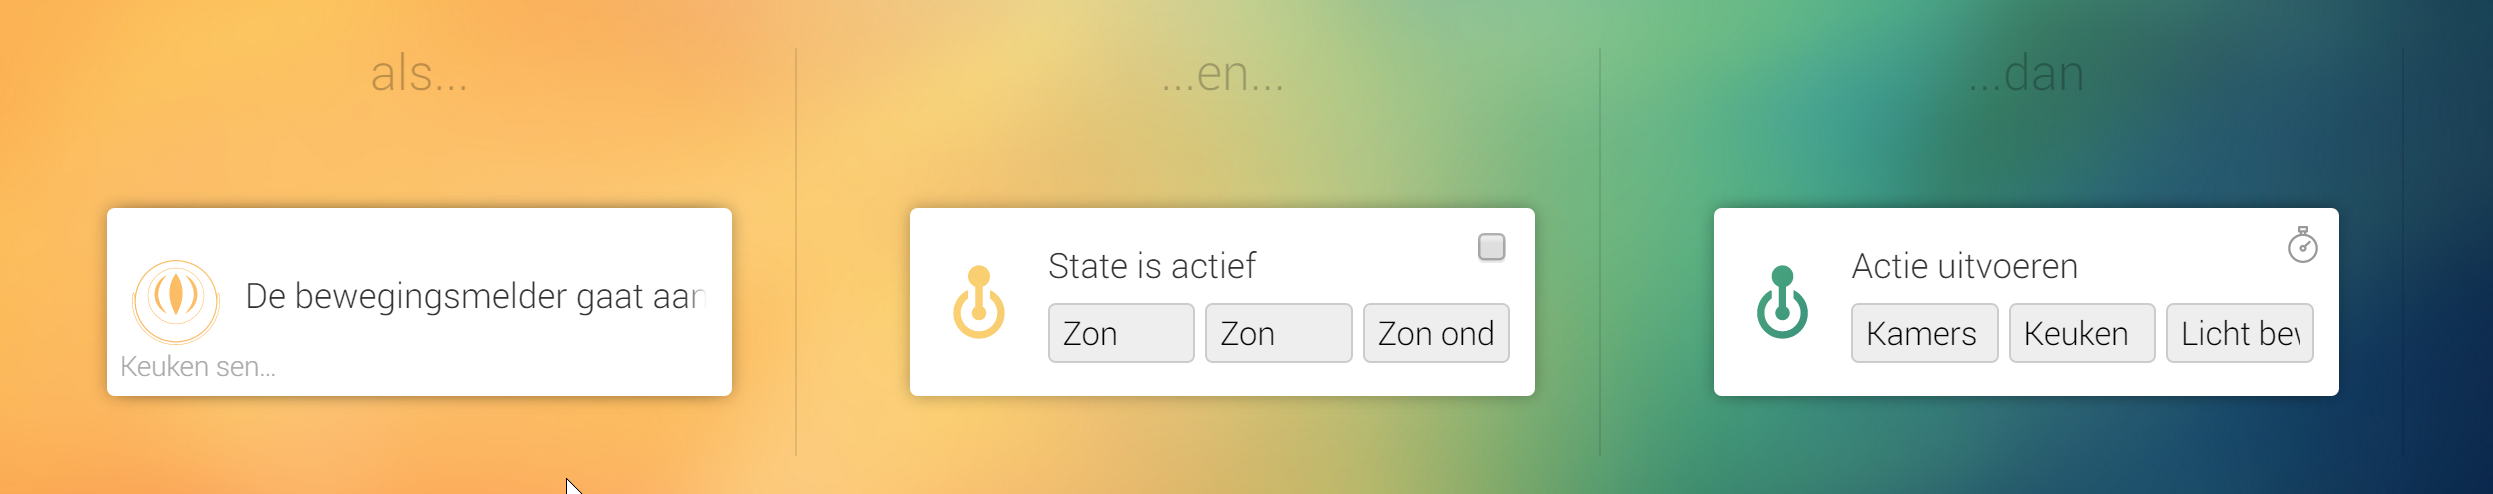 als...
...en...
...dan
De bewegingsmelder gaat aan
Keuken sen...
State is actief
Zon
Zon
Zon ond
Actie uitvoeren
Kamers
Keuken
Licht bev